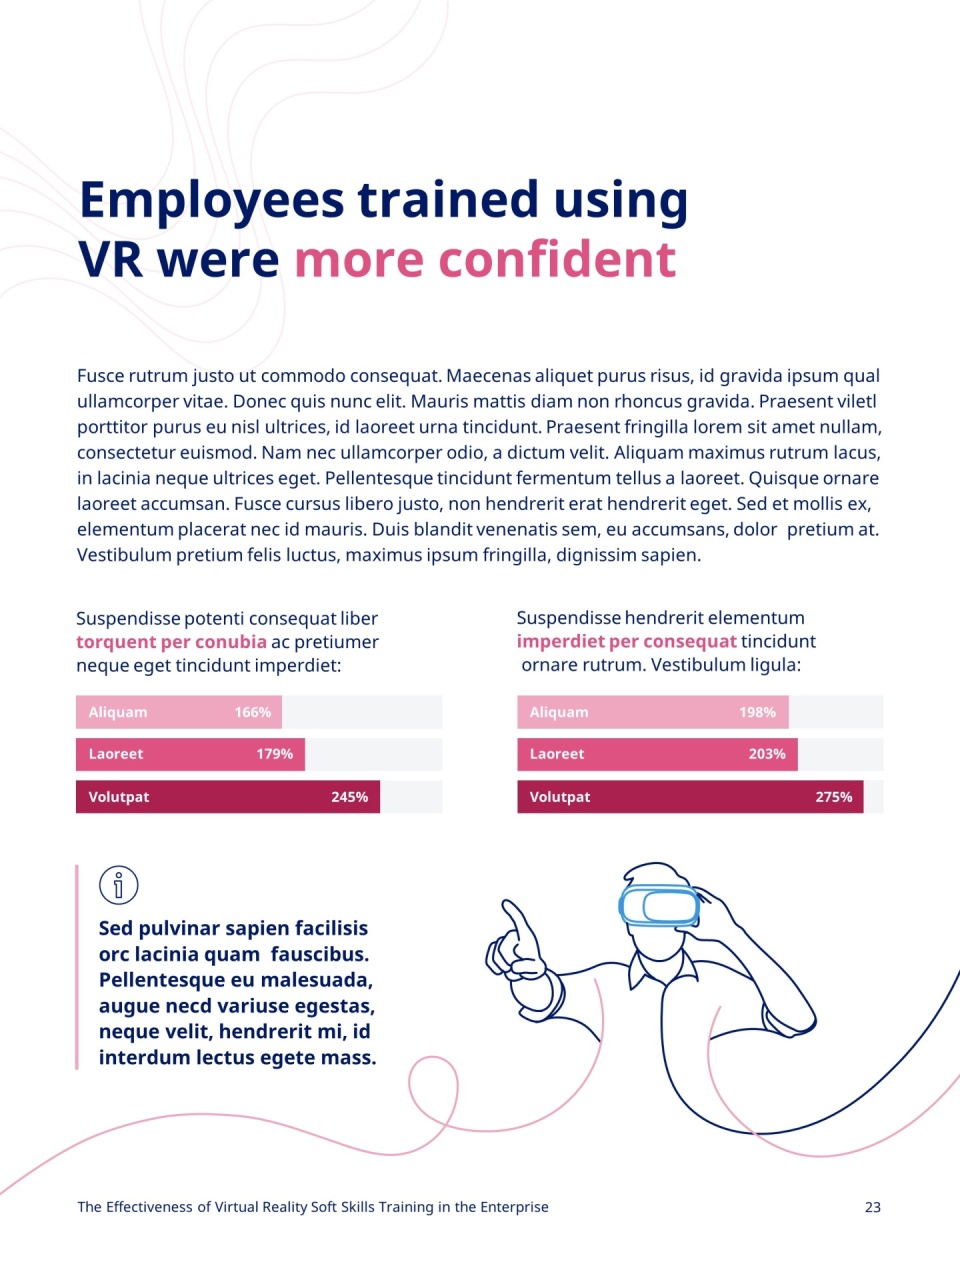 Employees trained using
VR were more confident
Fusce rutrum justo ut commodo consequat. Maecenas aliquet purus risus, id gravida ipsum qual
ullamcorper vitae. Donec quis nunc elit. Mauris mattis diam non rhoncus gravida. Praesent viletl
porttitor purus eu nisl ultrices, id laoreet urna tincidunt. Praesent fringilla lorem sit amet nullam,
consectetur euismod. Nam nec ullamcorper odio, a dictum velit. Aliquam maximus rutrum lacus,
in lacinia neque ultrices eget. Pellentesque tincidunt fermentum tellus a laoreet. Quisque ornare
laoreet accumsan. Fusce cursus libero justo, non hendrerit erat hendrerit eget. Sed et mollis ex,
elementum placerat nec id mauris. Duis blandit venenatis sem, eu accumsans, dolor pretium at.
Vestibulum pretium felis luctus, maximus ipsum fringilla, dignissim sapien.
Suspendisse potenti consequat liber
torquent per conubia ac pretiumer
neque eget tincidunt imperdiet:
Aliquam 166%
Laoreet 179%
Volutpat 245%
Suspendisse hendrerit elementum
imperdiet per consequat tincidunt
ornare rutrum. Vestibulum ligula:
Aliquam 198%
Laoreet 203%
Volutpat 275%
Sed pulvinar sapien facilisis
orc lacinia quam fauscibus.
Pellentesque eu malesuada,
augue necd variuse egestas,
neque velit, hendrerit mi, id
interdum lectus egete mass.
The Effectiveness of Virtual Reality Soft Skills Training in the Enterprise 23